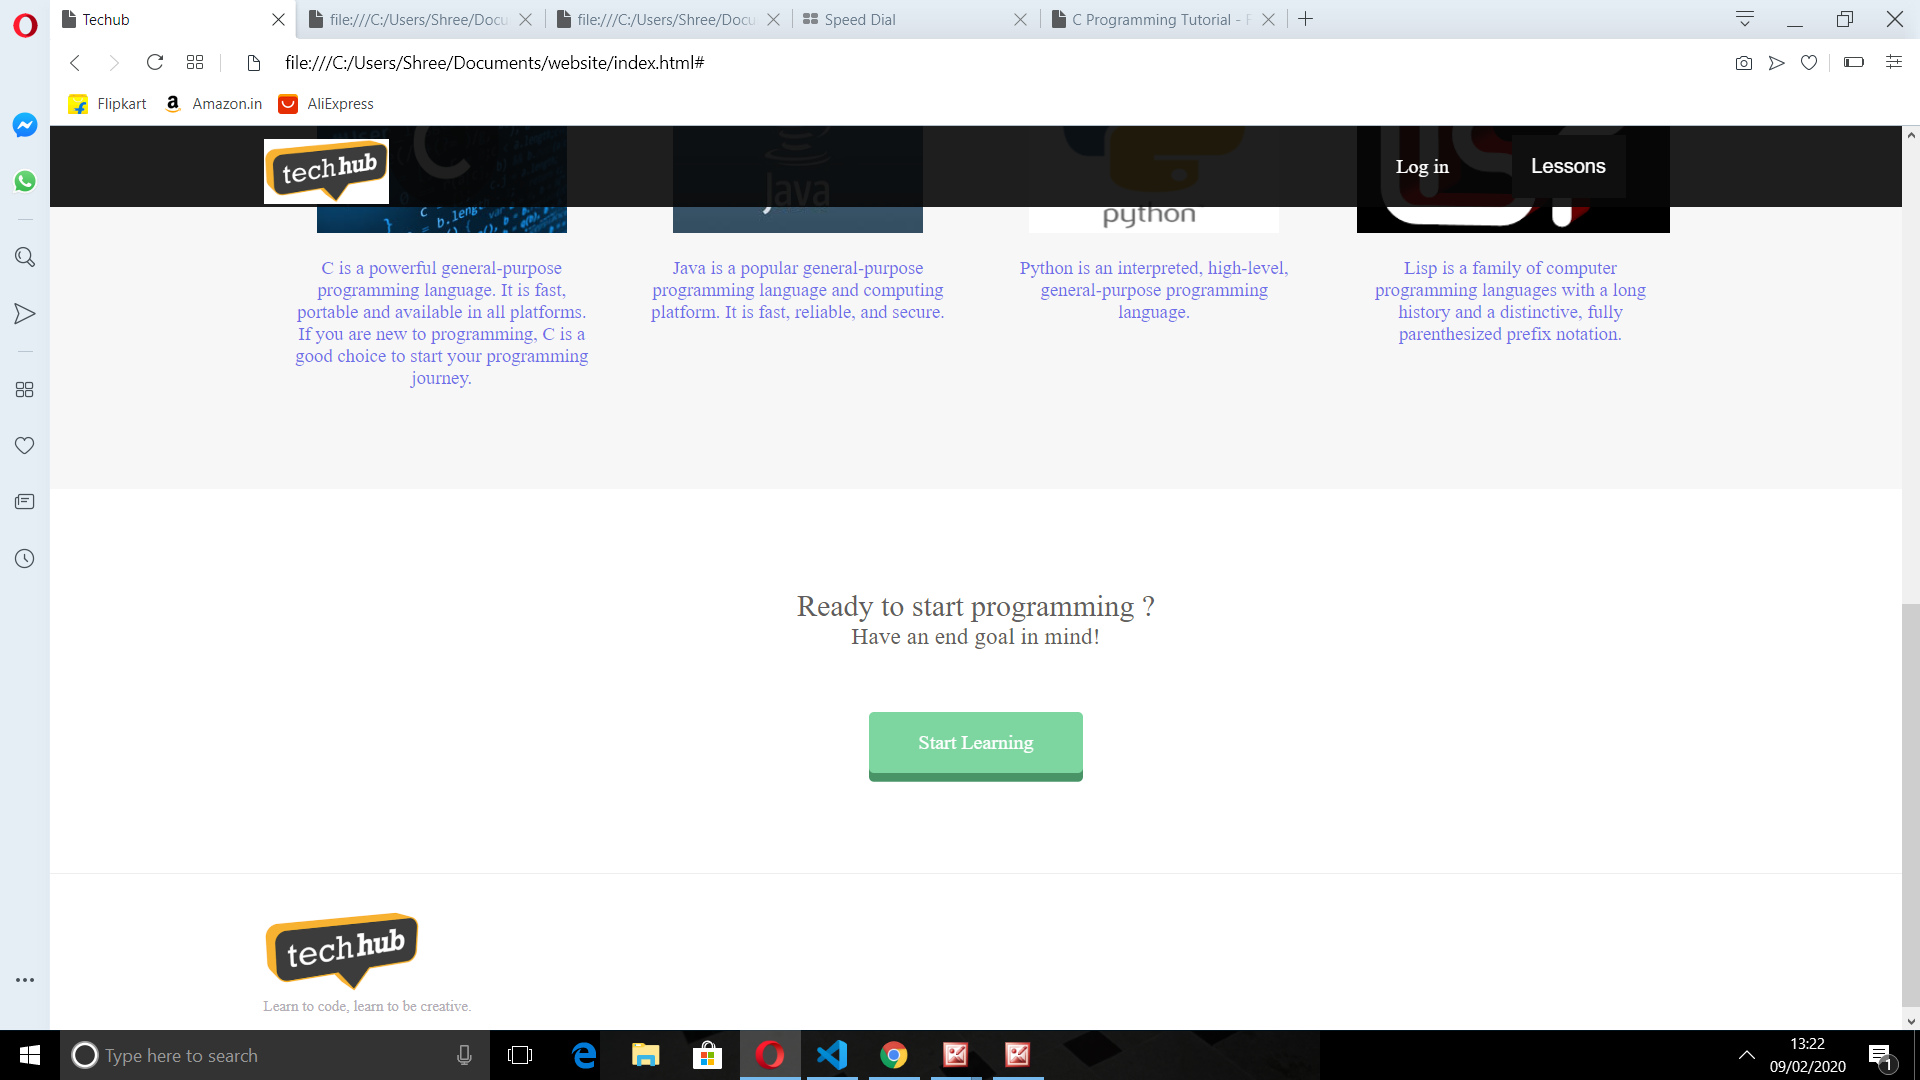 Techub
file:///C:/Users/Shree/Docu
file:///C:/Users/Shree/Docu
Speed Dial
C Programming Tutorial -
file:///C:/Users/Shree/Documents/website/index.html#
Flipkart
Amazon.in
AliExpress
tech hub
C
Java
python
Log in
Lessons
C is a powerful general-purpose
programming language. It is fast,
portable and available in all platforms.
If you are new to programming, C is a
good choice to start your programming
journey.
Java is a popular general-purpose
programming language and computing
platform. It is fast, reliable, and secure.
Python is an interpreted, high-level,
general-purpose programming
language.
Lisp is a family of computer
programming languages with a long
history and a distinctive, fully
parenthesized prefix notation.
Ready to start programming ?
Have an end goal in mind!
Start Learning
tech hub
Learn to code, learn to be creative.
Type here to search
13:22
09/02/2020
1